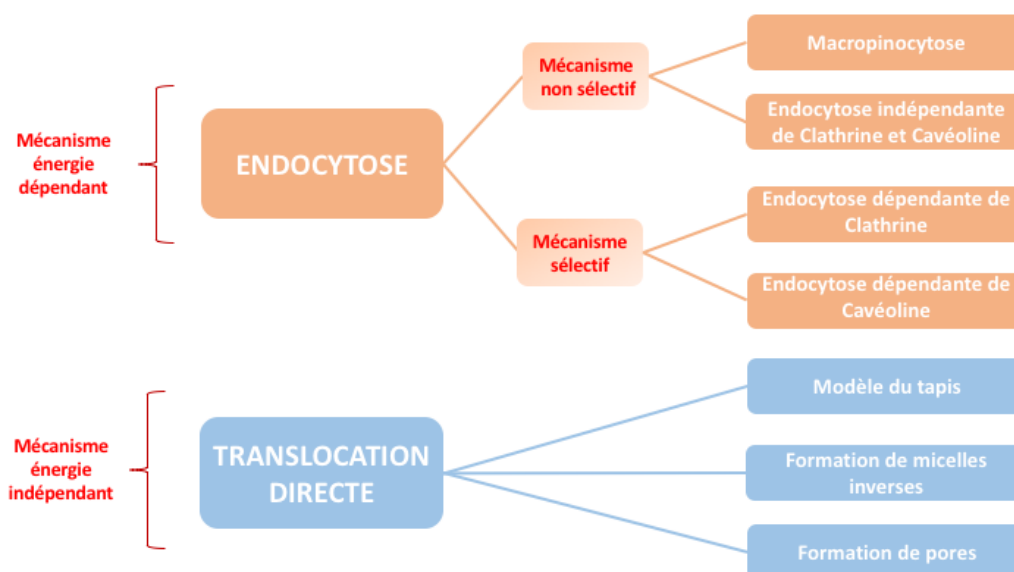 Mécanisme
énergie
dépendant
ENDOCYTOSE
Mécanisme
non sélectif
Macropinocytose
Endocytose indépendante
de Clathrine et Cavéoline
Mécanisme
sélectif
Endocytose dépendante de
Clathrine
Endocytose dépendante de
Cavéoline
Mécanisme
énergie
indépendant
TRANSLOCATION
DIRECTE
Modèle du tapis
Formation de micelles
inverses
Formation de pores